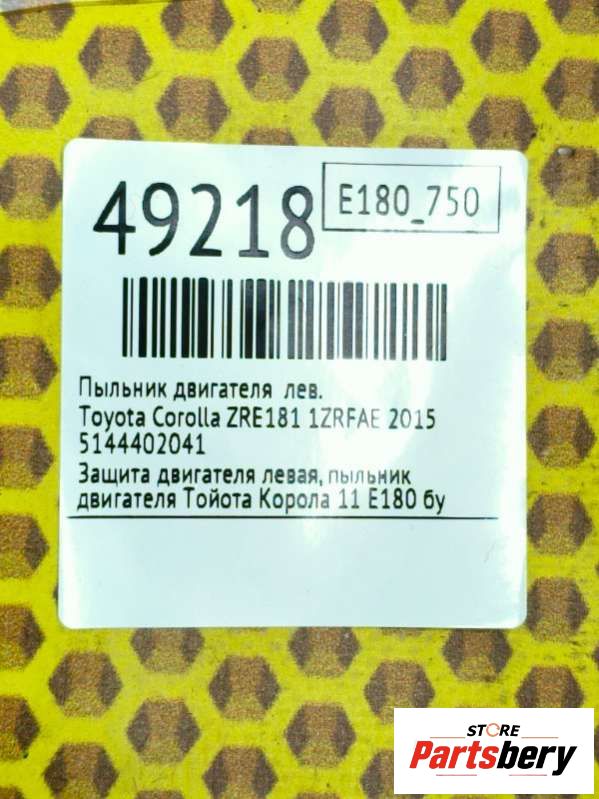 49218
E180_750
Пыльник двигателя лев.
Toyota Corolla ZRE181 1ZRFAE 2015
5144402041
Защита двигателя левая, пыльник
двигателя Тойота Корола 11 Е180 бу
STORE
Partsbery